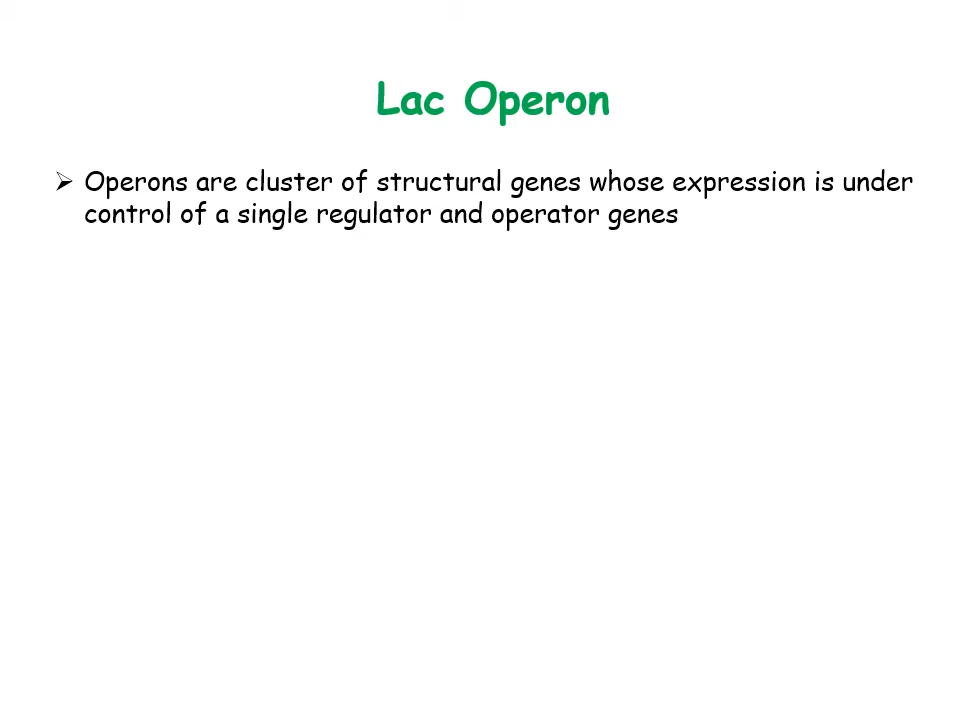 Lac Operon
➢ Operons are cluster of structural genes whose expression is under
control of a single regulator and operator genes